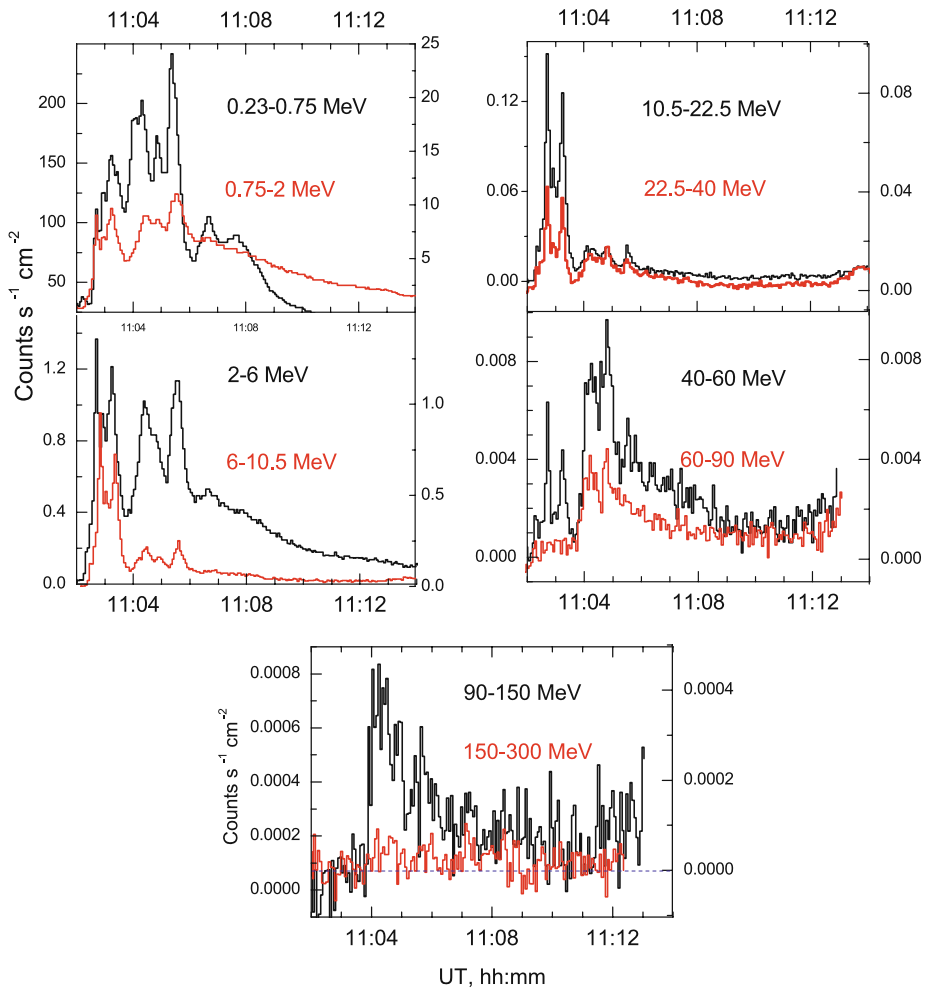 11:04 11:08 11:12
11:04 11:08 11:12
25
200
20
0.23-0.75 MeV
150
15
0.75-2 MeV
100
10
50
5
0.12
0.08
10.5-22.5 MeV
0.06
22.5-40 MeV
0.04
0.00
0.00
Counts s⁻¹ cm⁻²
11:04 11:08 11:12
1.2
2-6 MeV
1.0
0.8
6-10.5 MeV
0.5
0.4
0.0
0.0
11:04 11:08 11:12
0.008
40-60 MeV
0.008
0.004
60-90 MeV
0.004
0.000
0.000
11:04 11:08 11:12
Counts s⁻¹ cm⁻²
0.0008
90-150 MeV
0.0004
0.0006
150-300 MeV
0.0004
0.0002
0.0002
0.0000
0.0000
11:04 11:08 11:12
UT, hh:mm